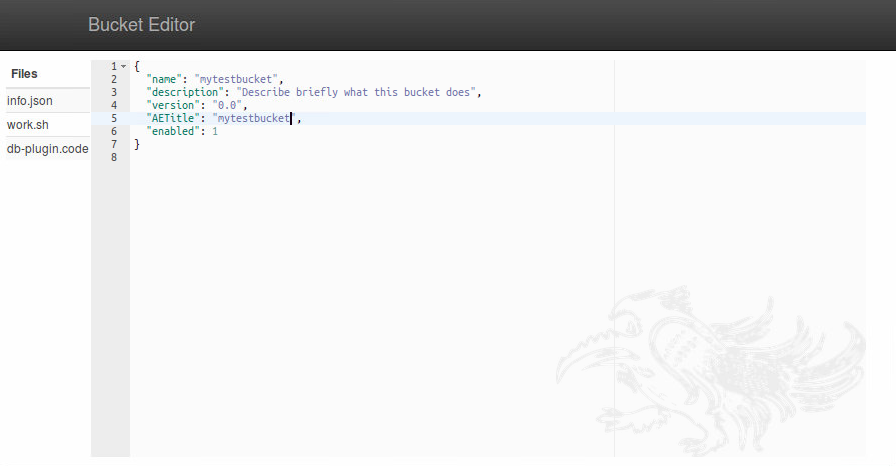 Bucket Editor
Files
info.json
work.sh
db-plugin.code
1 {
2 "name": "mytestbucket",
3 "description": "Describe briefly what this bucket does",
4 "version": "0.0",
5 "AETitle": "mytestbucket",
6 "enabled": 1
7 }
8